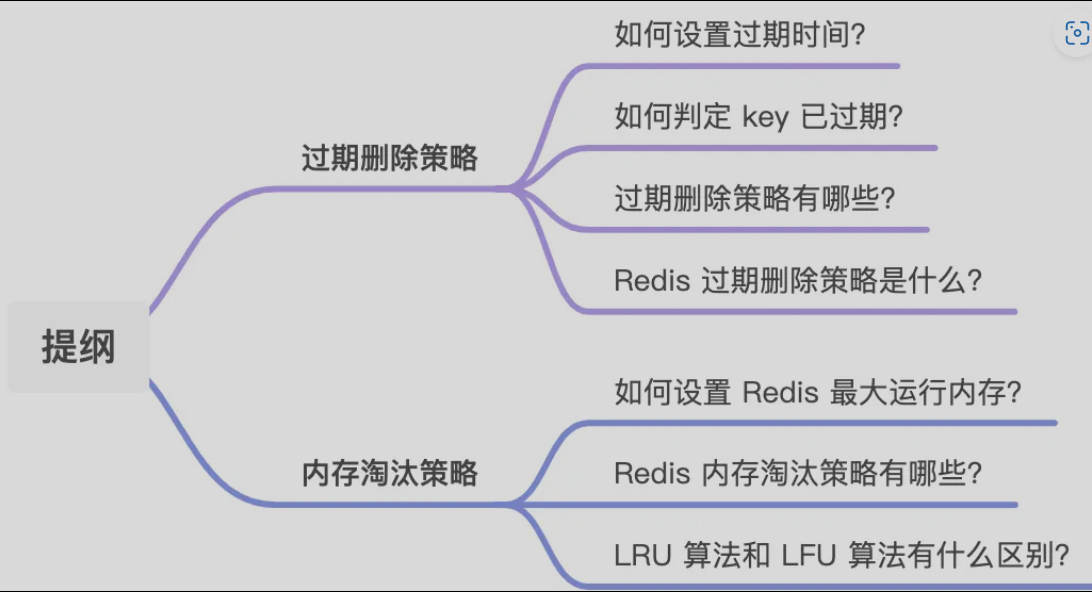 提纲
过期删除策略
如何设置过期时间?
如何判定 key 已过期?
过期删除策略有哪些?
Redis 过期删除策略是什么?
内存淘汰策略
如何设置 Redis 最大运行内存?
Redis 内存淘汰策略有哪些?
LRU 算法和 LFU 算法有什么区别?